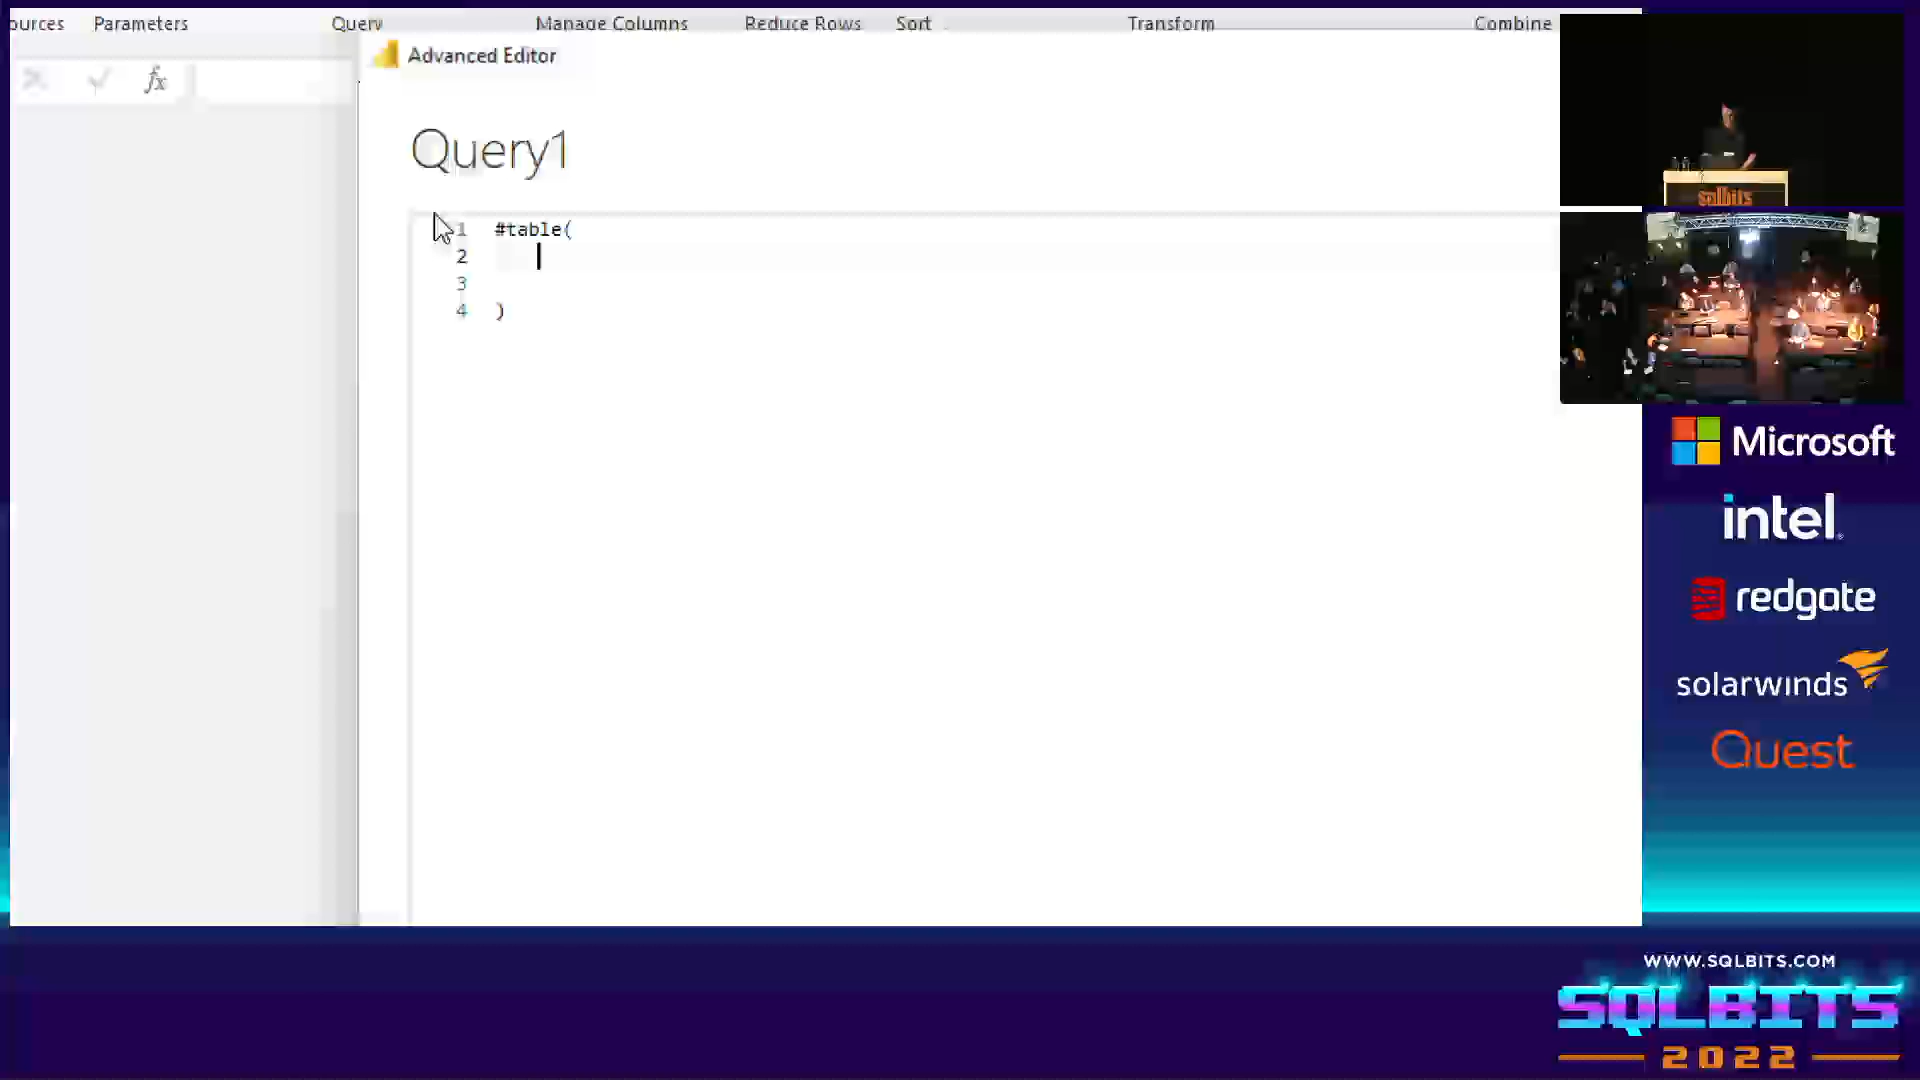 ources Parameters Query Manage Columns Reduce Rows Sort Transform Combine
Advanced Editor
fx
Query1
1 #table(
2
3
4 )
sqlbits
Microsoft
intel.
redgate
solarwinds
Quest
WWW.SQLBITS.COM
SQLBITS
2022